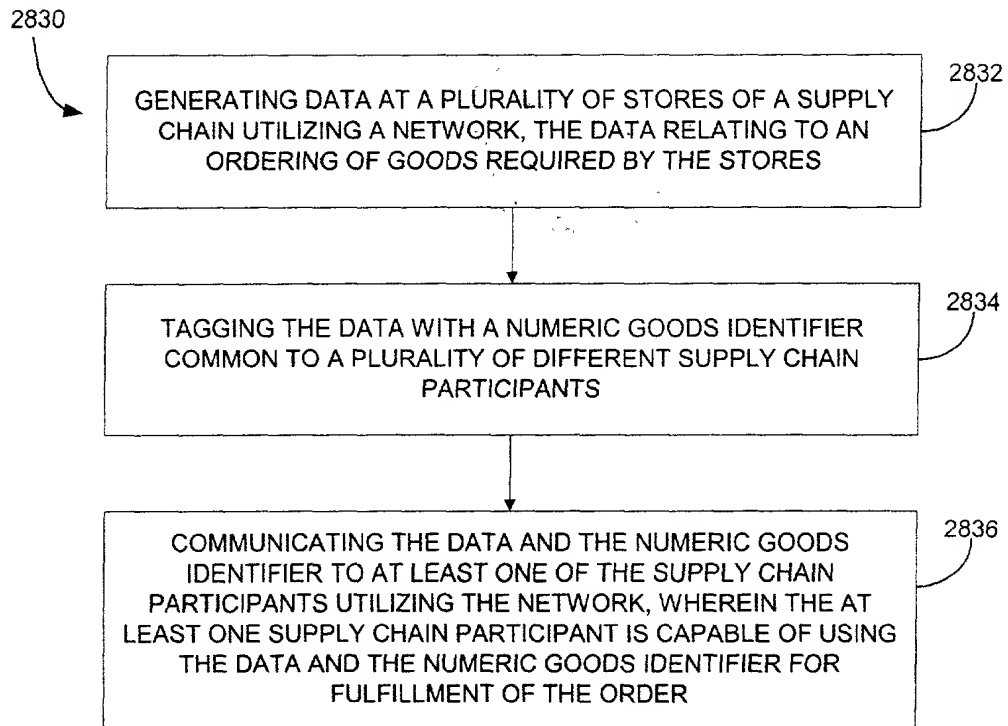 2830
2832
GENERATING DATA AT A PLURALITY OF STORES OF A SUPPLY
CHAIN UTILIZING A NETWORK, THE DATA RELATING TO AN
ORDERING OF GOODS REQUIRED BY THE STORES
2834
TAGGING THE DATA WITH A NUMERIC GOODS IDENTIFIER
COMMON TO A PLURALITY OF DIFFERENT SUPPLY CHAIN
PARTICIPANTS
2836
COMMUNICATING THE DATA AND THE NUMERIC GOODS
IDENTIFIER TO AT LEAST ONE OF THE SUPPLY CHAIN
PARTICIPANTS UTILIZING THE NETWORK, WHEREIN THE AT
LEAST ONE SUPPLY CHAIN PARTICIPANT IS CAPABLE OF USING
THE DATA AND THE NUMERIC GOODS IDENTIFIER FOR
FULFILLMENT OF THE ORDER